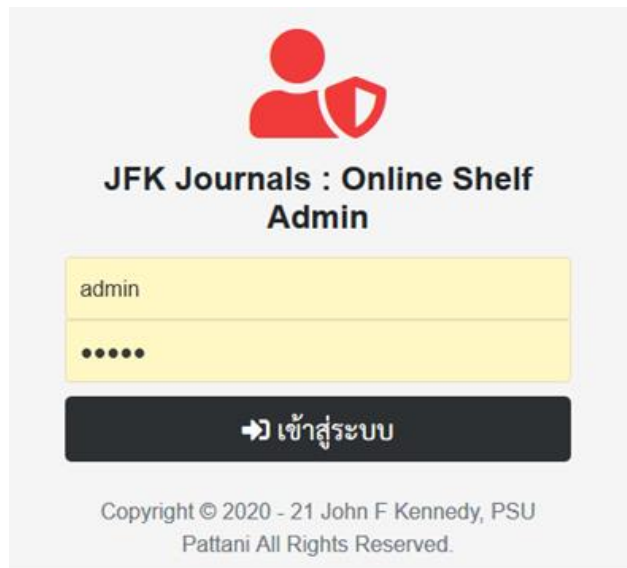 JFK Journals : Online Shelf
Admin
admin
•••••
เข้าสู่ระบบ
Copyright © 2020 - 21 John F Kennedy, PSU
Pattani All Rights Reserved.